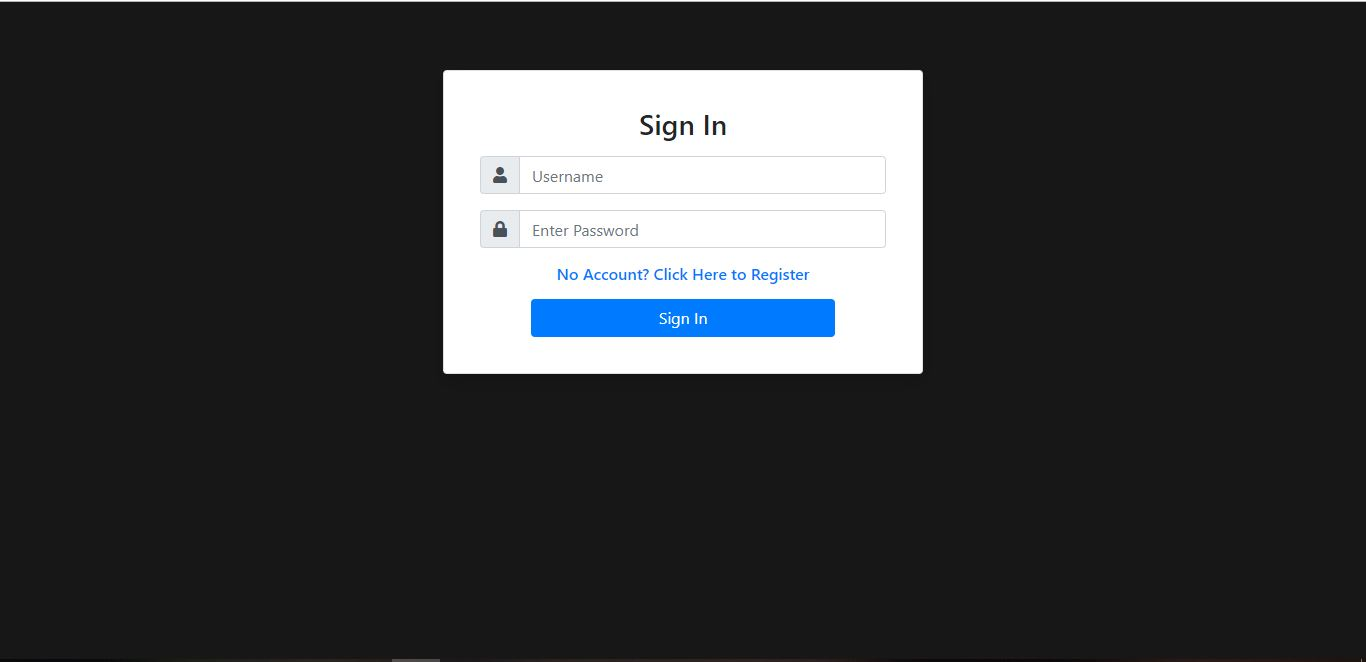 Sign In
Username
Enter Password
No Account? Click Here to Register
Sign In